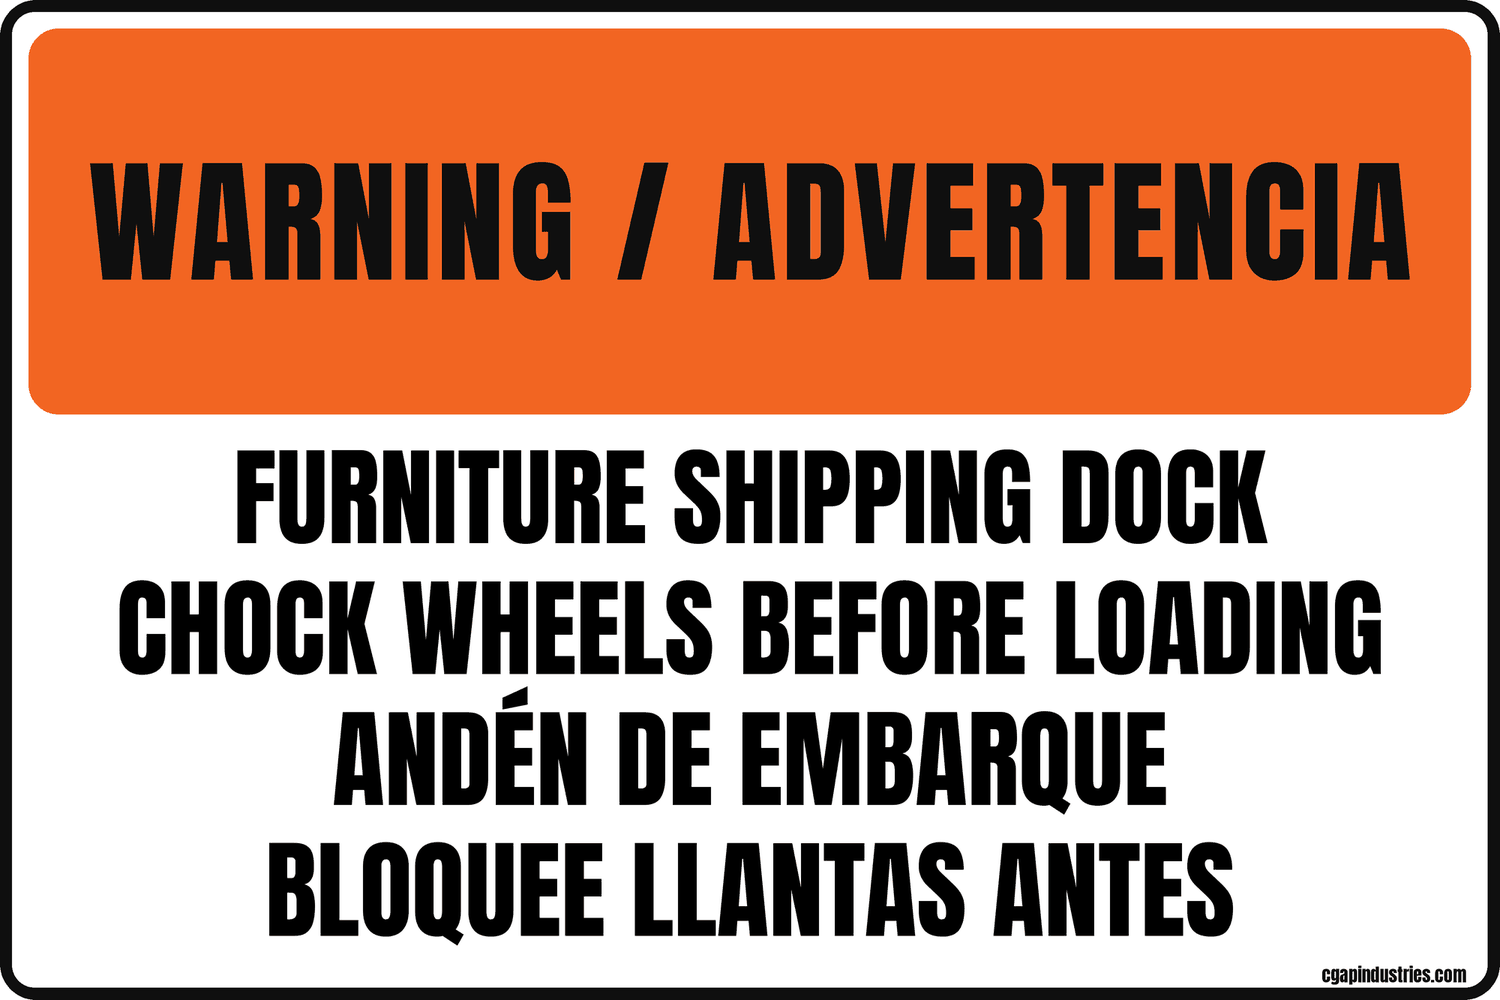 WARNING / ADVERTENCIA
FURNITURE SHIPPING DOCK
CHOCK WHEELS BEFORE LOADING
ANDÉN DE EMBARQUE
BLOQUEE LLANTAS ANTES
cgapindustries.com